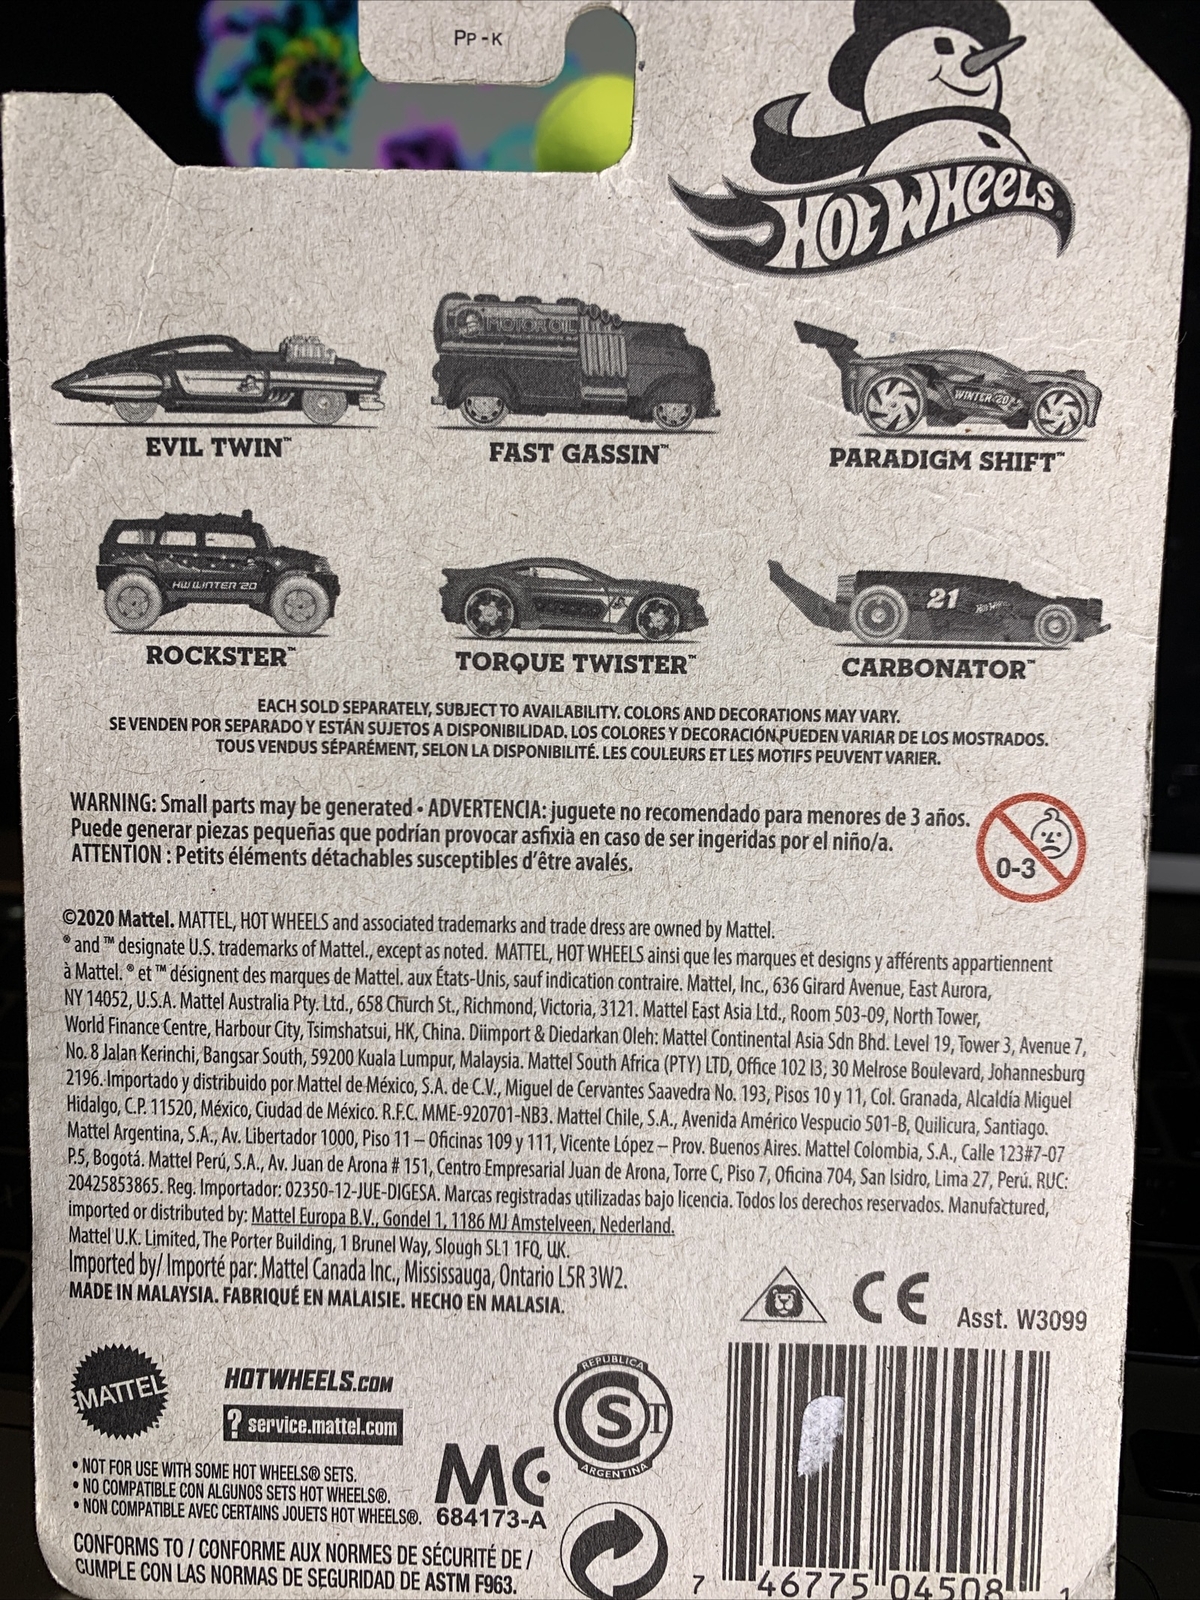 PP-K
HOT WHEELS
MOTOR OIL
WINTER '20
EVIL TWIN™
FAST GASSIN™
PARADIGM SHIFT™
HW WINTER '20
21
Hot Wheels
ROCKSTER™
TORQUE TWISTER™
CARBONATOR™
EACH SOLD SEPARATELY, SUBJECT TO AVAILABILITY. COLORS AND DECORATIONS MAY VARY.
SE VENDEN POR SEPARADO Y ESTÁN SUJETOS A DISPONIBILIDAD. LOS COLORES Y DECORACIÓN PUEDEN VARIAR DE LOS MOSTRADOS.
TOUS VENDUS SÉPARÉMENT, SELON LA DISPONIBILITÉ. LES COULEURS ET LES MOTIFS PEUVENT VARIER.
WARNING: Small parts may be generated • ADVERTENCIA: juguete no recomendado para menores de 3 años.
Puede generar piezas pequeñas que podrían provocar asfixia en caso de ser ingeridas por el niño/a.
ATTENTION : Petits éléments détachables susceptibles d'être avalés.
0-3
©2020 Mattel. MATTEL, HOT WHEELS and associated trademarks and trade dress are owned by Mattel.
® and ™ designate U.S. trademarks of Mattel., except as noted. MATTEL, HOT WHEELS ainsi que les marques et designs y afférents appartiennent
à Mattel. ® et ™ désignent des marques de Mattel. aux États-Unis, sauf indication contraire. Mattel, Inc., 636 Girard Avenue, East Aurora,
NY 14052, U.S.A. Mattel Australia Pty. Ltd., 658 Church St., Richmond, Victoria, 3121. Mattel East Asia Ltd., Room 503-09, North Tower,
World Finance Centre, Harbour City, Tsimshatsui, HK, China. Diimport & Diedarkan Oleh: Mattel Continental Asia Sdn Bhd. Level 19, Tower 3, Avenue 7,
No. 8 Jalan Kerinchi, Bangsar South, 59200 Kuala Lumpur, Malaysia. Mattel South Africa (PTY) LTD, Office 102 I3, 30 Melrose Boulevard, Johannesburg
2196. Importado y distribuido por Mattel de México, S.A. de C.V., Miguel de Cervantes Saavedra No. 193, Pisos 10 y 11, Col. Granada, Alcaldía Miguel
Hidalgo, C.P. 11520, México, Ciudad de México. R.F.C. MME-920701-NB3. Mattel Chile, S.A., Avenida Américo Vespucio 501-B, Quilicura, Santiago.
Mattel Argentina, S.A., Av. Libertador 1000, Piso 11 – Oficinas 109 y 111, Vicente López – Prov. Buenos Aires. Mattel Colombia, S.A., Calle 123#7-07
P.5, Bogotá. Mattel Perú, S.A., Av. Juan de Arona # 151, Centro Empresarial Juan de Arona, Torre C, Piso 7, Oficina 704, San Isidro, Lima 27, Perú. RUC:
20425853865. Reg. Importador: 02350-12-JUE-DIGESA. Marcas registradas utilizadas bajo licencia. Todos los derechos reservados. Manufactured,
imported or distributed by: Mattel Europa B.V., Gondel 1, 1186 MJ Amstelveen, Nederland.
Mattel U.K. Limited, The Porter Building, 1 Brunel Way, Slough SL1 1FQ, UK.
Imported by/ Importé par: Mattel Canada Inc., Mississauga, Ontario L5R 3W2.
MADE IN MALAYSIA. FABRIQUÉ EN MALAISIE. HECHO EN MALASIA.
CE
Asst. W3099
MATTEL
HOTWHEELS.COM
? service.mattel.com
REPUBLICA
S T
ARGENTINA
• NOT FOR USE WITH SOME HOT WHEELS® SETS.
• NO COMPATIBLE CON ALGUNOS SETS HOT WHEELS®.
• NON COMPATIBLE AVEC CERTAINS JOUETS HOT WHEELS®.
MC
684173-A
CONFORMS TO / CONFORME AUX NORMES DE SÉCURITÉ DE /
CUMPLE CON LAS NORMAS DE SEGURIDAD DE ASTM F963.
7 46775 04508 1